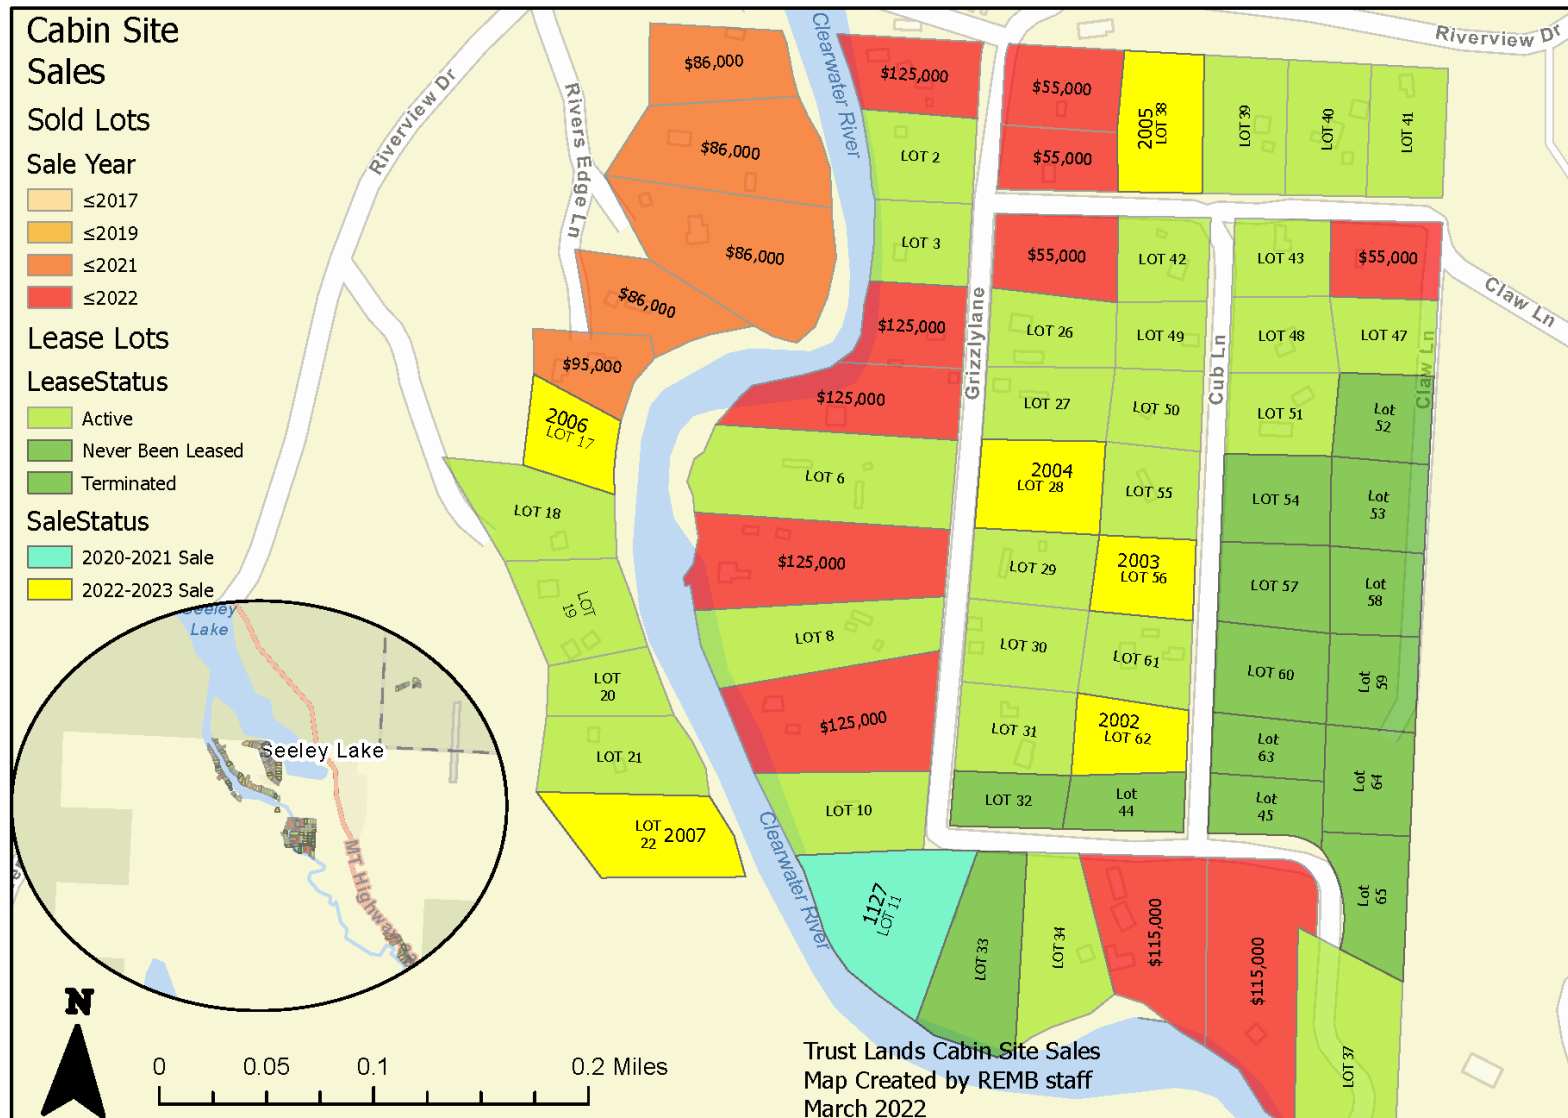 Cabin Site
Sales
Sold Lots
Sale Year
≤2017
≤2019
≤2021
≤2022
Lease Lots
LeaseStatus
Active
Never Been Leased
Terminated
SaleStatus
2020-2021 Sale
2022-2023 Sale
Seeley
Lake
Seeley Lake
MT Highway
N
0 0.05 0.1 0.2 Miles
Riverview Dr
Rivers Edge Ln
$86,000
$86,000
$86,000
$86,000
$95,000
2006
LOT 17
LOT 18
LOT
19
LOT
20
LOT 21
LOT
22 2007
Clearwater River
Clearwater River
$125,000
LOT 2
LOT 3
$125,000
$125,000
LOT 6
$125,000
LOT 8
$125,000
LOT 10
1127
LOT 11
LOT 33
LOT 34
$115,000
$115,000
LOT 37
Grizzlylane
Riverview Dr
$55,000
$55,000
2005
LOT 38
LOT 39
LOT 40
LOT 41
$55,000
LOT 42
LOT 43
$55,000
LOT 26
LOT 49
LOT 48
LOT 47
LOT 27
LOT 50
LOT 51
Lot
52
2004
LOT 28
LOT 55
LOT 54
Lot
53
LOT 29
2003
LOT 56
LOT 57
Lot
58
LOT 30
LOT 61
LOT 60
Lot
59
LOT 31
2002
LOT 62
Lot
63
Lot
64
LOT 32
Lot
44
Lot
45
Lot
65
Cub Ln
Claw Ln
Claw Ln
Trust Lands Cabin Site Sales
Map Created by REMB staff
March 2022